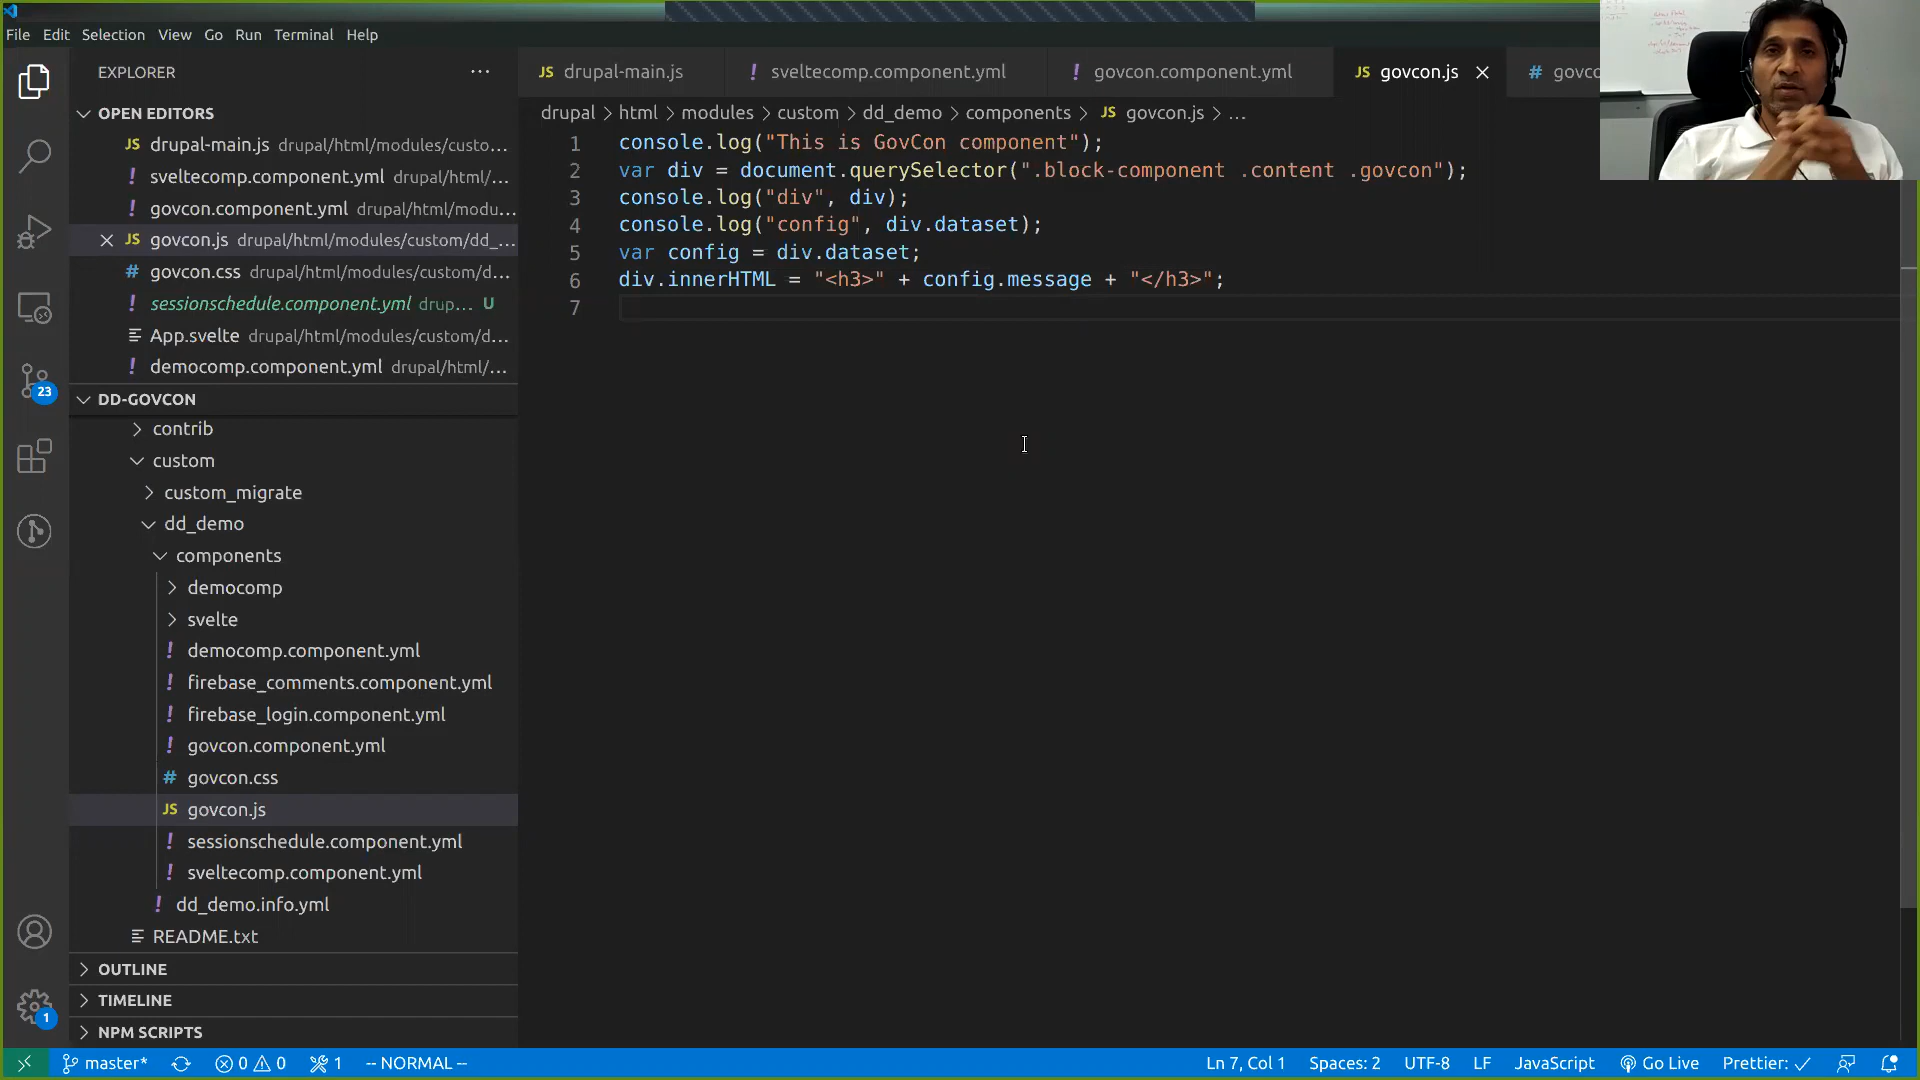 File Edit Selection View Go Run Terminal Help
EXPLORER ...
OPEN EDITORS
JS drupal-main.js drupal/html/modules/custo...
! sveltecomp.component.yml drupal/html/...
! govcon.component.yml drupal/html/modu...
JS govcon.js drupal/html/modules/custom/dd_...
# govcon.css drupal/html/modules/custom/d...
! sessionschedule.component.yml drup... U
App.svelte drupal/html/modules/custom/d...
! democomp.component.yml drupal/html/...
23
DD-GOVCON
contrib
custom
custom_migrate
dd_demo
components
democomp
svelte
! democomp.component.yml
! firebase_comments.component.yml
! firebase_login.component.yml
! govcon.component.yml
# govcon.css
JS govcon.js
! sessionschedule.component.yml
! sveltecomp.component.yml
! dd_demo.info.yml
README.txt
OUTLINE
TIMELINE
NPM SCRIPTS
1
JS drupal-main.js ! sveltecomp.component.yml ! govcon.component.yml JS govcon.js # govco
drupal > html > modules > custom > dd_demo > components > JS govcon.js > ...
1 console.log("This is GovCon component");
2 var div = document.querySelector(".block-component .content .govcon");
3 console.log("div", div);
4 console.log("config", div.dataset);
5 var config = div.dataset;
6 div.innerHTML = "<h3>" + config.message + "</h3>";
7
master* 0 0 1 -- NORMAL -- Ln 7, Col 1 Spaces: 2 UTF-8 LF JavaScript Go Live Prettier: ✓